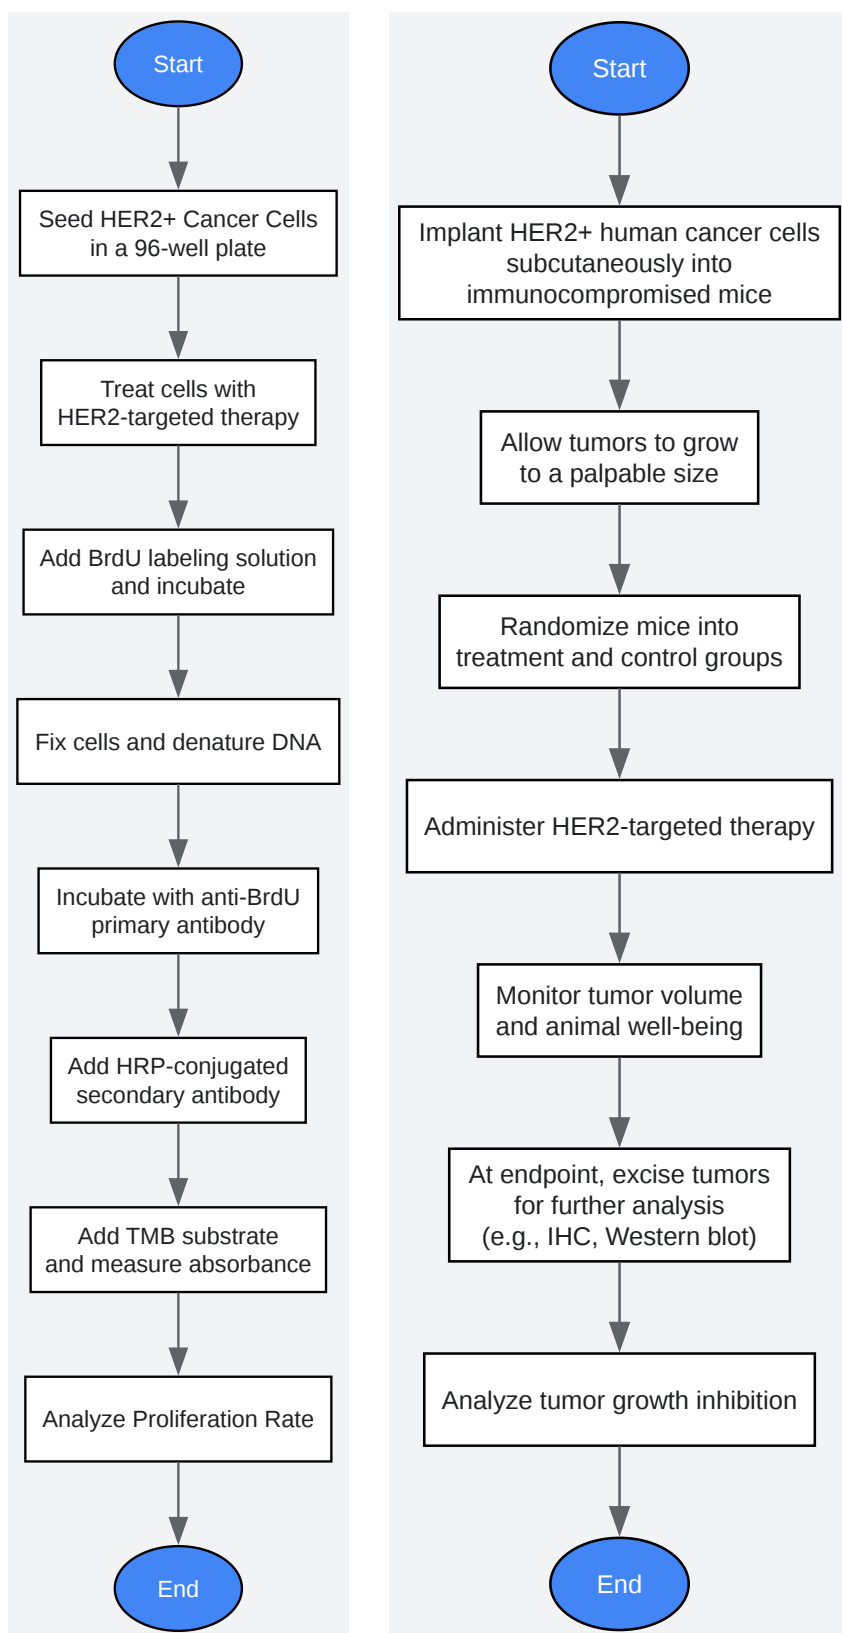 Start
Seed HER2+ Cancer Cells
in a 96-well plate
Treat cells with
HER2-targeted therapy
Add BrdU labeling solution
and incubate
Fix cells and denature DNA
Incubate with anti-BrdU
primary antibody
Add HRP-conjugated
secondary antibody
Add TMB substrate
and measure absorbance
Analyze Proliferation Rate
End
Start
Implant HER2+ human cancer cells
subcutaneously into
immunocompromised mice
Allow tumors to grow
to a palpable size
Randomize mice into
treatment and control groups
Administer HER2-targeted therapy
Monitor tumor volume
and animal well-being
At endpoint, excise tumors
for further analysis
(e.g., IHC, Western blot)
Analyze tumor growth inhibition
End